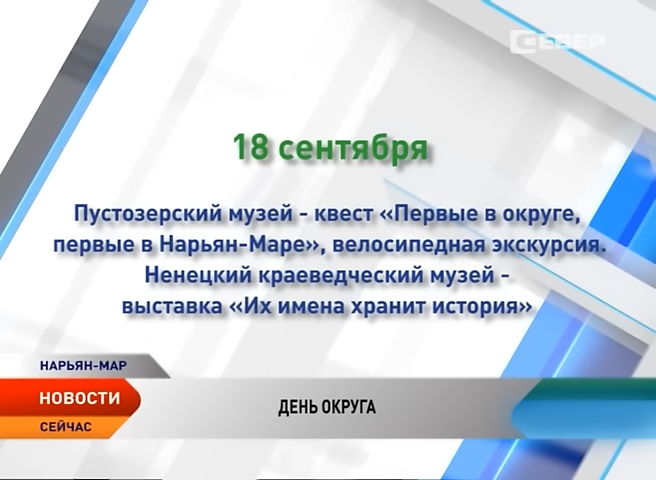 СЕВЕР
18 сентября
Пустозерский музей - квест «Первые в округе,
первые в Нарьян-Маре», велосипедная экскурсия.
Ненецкий краеведческий музей -
выставка «Их имена хранит история»
НАРЬЯН-МАР
НОВОСТИ
СЕЙЧАС
ДЕНЬ ОКРУГА